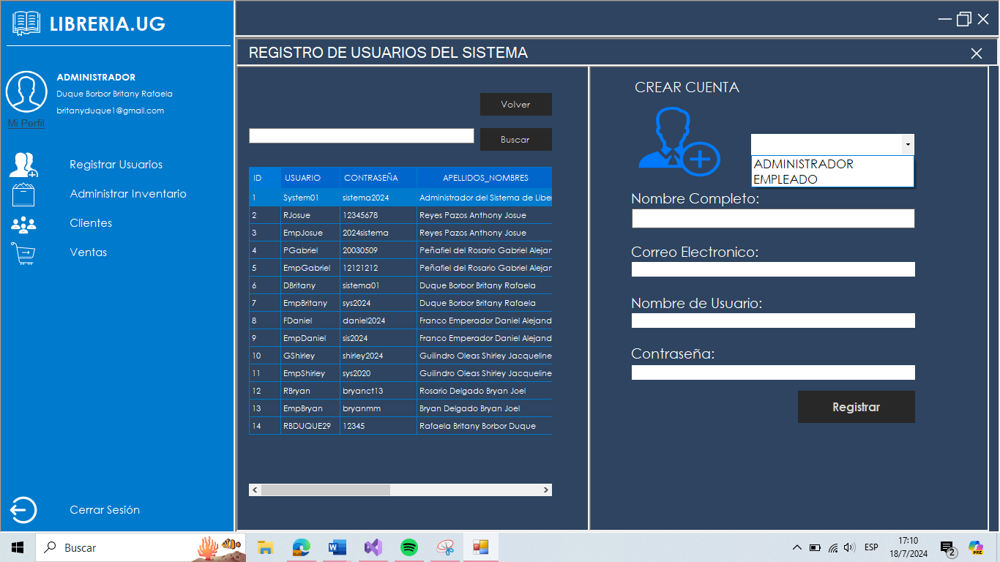 LIBRERIA.UG
ADMINISTRADOR
Duque Borbor Britany Rafaela
britanyduque1@gmail.com
Mi Perfil
Registrar Usuarios
Administrar Inventario
Clientes
Ventas
Cerrar Sesión
REGISTRO DE USUARIOS DEL SISTEMA
Volver
Buscar
ID USUARIO CONTRASEÑA APELLIDOS_NOMBRES
1 System01 sistema2024 Administrador del Sistema de Liber
2 RJosue 12345678 Reyes Pazos Anthony Josue
3 EmpJosue 2024sistema Reyes Pazos Anthony Josue
4 PGabriel 20030509 Peñafiel del Rosario Gabriel Alejan
5 EmpGabriel 12121212 Peñafiel del Rosario Gabriel Alejan
6 DBritany sistema01 Duque Borbor Britany Rafaela
7 EmpBritany sys2024 Duque Borbor Britany Rafaela
8 FDaniel daniel2024 Franco Emperador Daniel Alejand
9 EmpDaniel sis2024 Franco Emperador Daniel Alejand
10 GShirley shirley2024 Guilindro Oleas Shirley Jacqueline
11 EmpShirley sys2020 Guilindro Oleas Shirley Jacqueline
12 RBryan bryanct13 Rosario Delgado Bryan Joel
13 EmpBryan bryanmm Bryan Delgado Bryan Joel
14 RBDUQUE29 12345 Rafaela Britany Borbor Duque
CREAR CUENTA
ADMINISTRADOR
EMPLEADO
Nombre Completo:
Correo Electronico:
Nombre de Usuario:
Contraseña:
Registrar
Buscar
ESP
17:10
18/7/2024
2
PRE